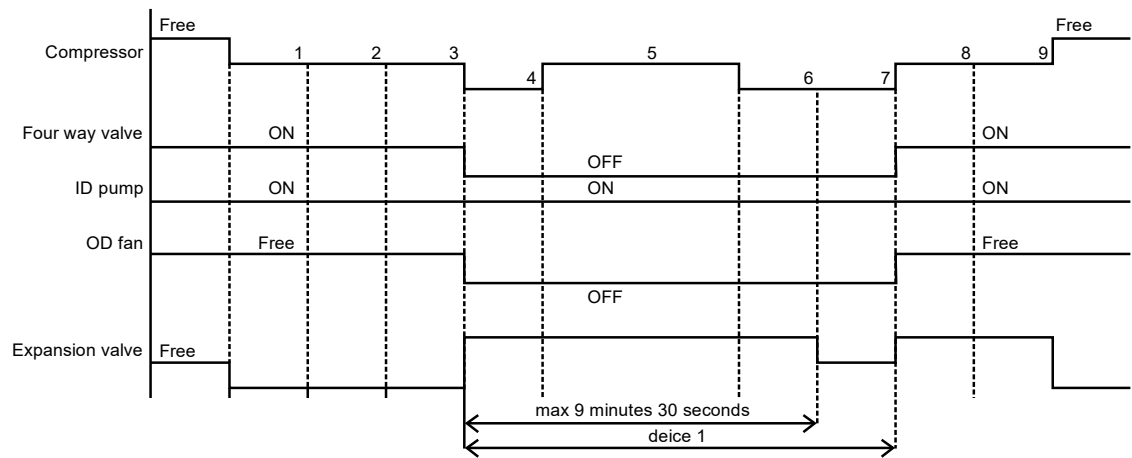 Free Free
Compressor 1 2 3 4 5 6 7 8 9
Four way valve ON OFF ON
ID pump ON ON ON
OD fan Free OFF Free
Expansion valve Free
max 9 minutes 30 seconds
deice 1